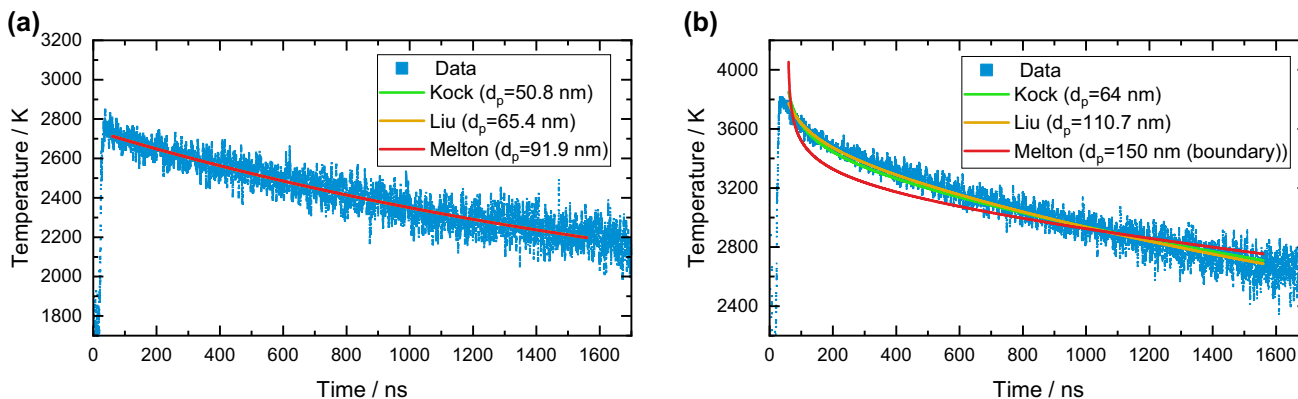 (a)
3200
3000
2800
2600
2400
2200
2000
1800
Temperature / K
Data
Kock (dp=50.8 nm)
Liu (dp=65.4 nm)
Melton (dp=91.9 nm)
0 200 400 600 800 1000 1200 1400 1600
Time / ns
(b)
4000
3600
3200
2800
2400
Temperature / K
Data
Kock (dp=64 nm)
Liu (dp=110.7 nm)
Melton (dp=150 nm (boundary))
0 200 400 600 800 1000 1200 1400 1600
Time / ns